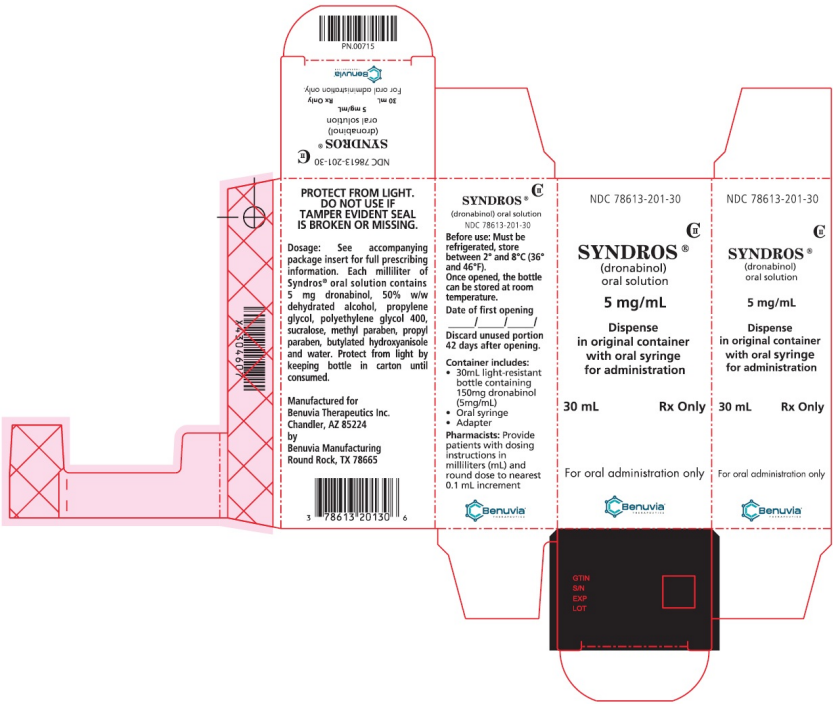 PN.00715
Benuvia
THERAPEUTICS
For oral administration only.
30 mL Rx Only
5 mg/mL
oral solution
(dronabinol)
SYNDROS®
CII
NDC 78613-201-30
PROTECT FROM LIGHT.
DO NOT USE IF
TAMPER EVIDENT SEAL
IS BROKEN OR MISSING.
Dosage: See accompanying
package insert for full prescribing
information. Each milliliter of
Syndros® oral solution contains
5 mg dronabinol, 50% w/w
dehydrated alcohol, propylene
glycol, polyethylene glycol 400,
sucralose, methyl paraben, propyl
paraben, butylated hydroxyanisole
and water. Protect from light by
keeping bottle in carton until
consumed.
Manufactured for
Benuvia Therapeutics Inc.
Chandler, AZ 85224
by
Benuvia Manufacturing
Round Rock, TX 78665
3 78613 20130 6
X4304607
CII
SYNDROS®
(dronabinol) oral solution
NDC 78613-201-30
Before use: Must be
refrigerated, store
between 2° and 8°C (36°
and 46°F).
Once opened, the bottle
can be stored at room
temperature.
Date of first opening
_____/_____/_____/
Discard unused portion
42 days after opening.
Container includes:
• 30mL light-resistant
bottle containing
150mg dronabinol
(5mg/mL)
• Oral syringe
• Adapter
Pharmacists: Provide
patients with dosing
instructions in
milliliters (mL) and
round dose to nearest
0.1 mL increment
Benuvia
THERAPEUTICS
NDC 78613-201-30
CII
SYNDROS®
(dronabinol)
oral solution
5 mg/mL
Dispense
in original container
with oral syringe
for administration
30 mL Rx Only
For oral administration only
Benuvia
THERAPEUTICS
GTIN
S/N
EXP
LOT
NDC 78613-201-30
CII
SYNDROS®
(dronabinol)
oral solution
5 mg/mL
Dispense
in original container
with oral syringe
for administration
30 mL Rx Only
For oral administration only
Benuvia
THERAPEUTICS